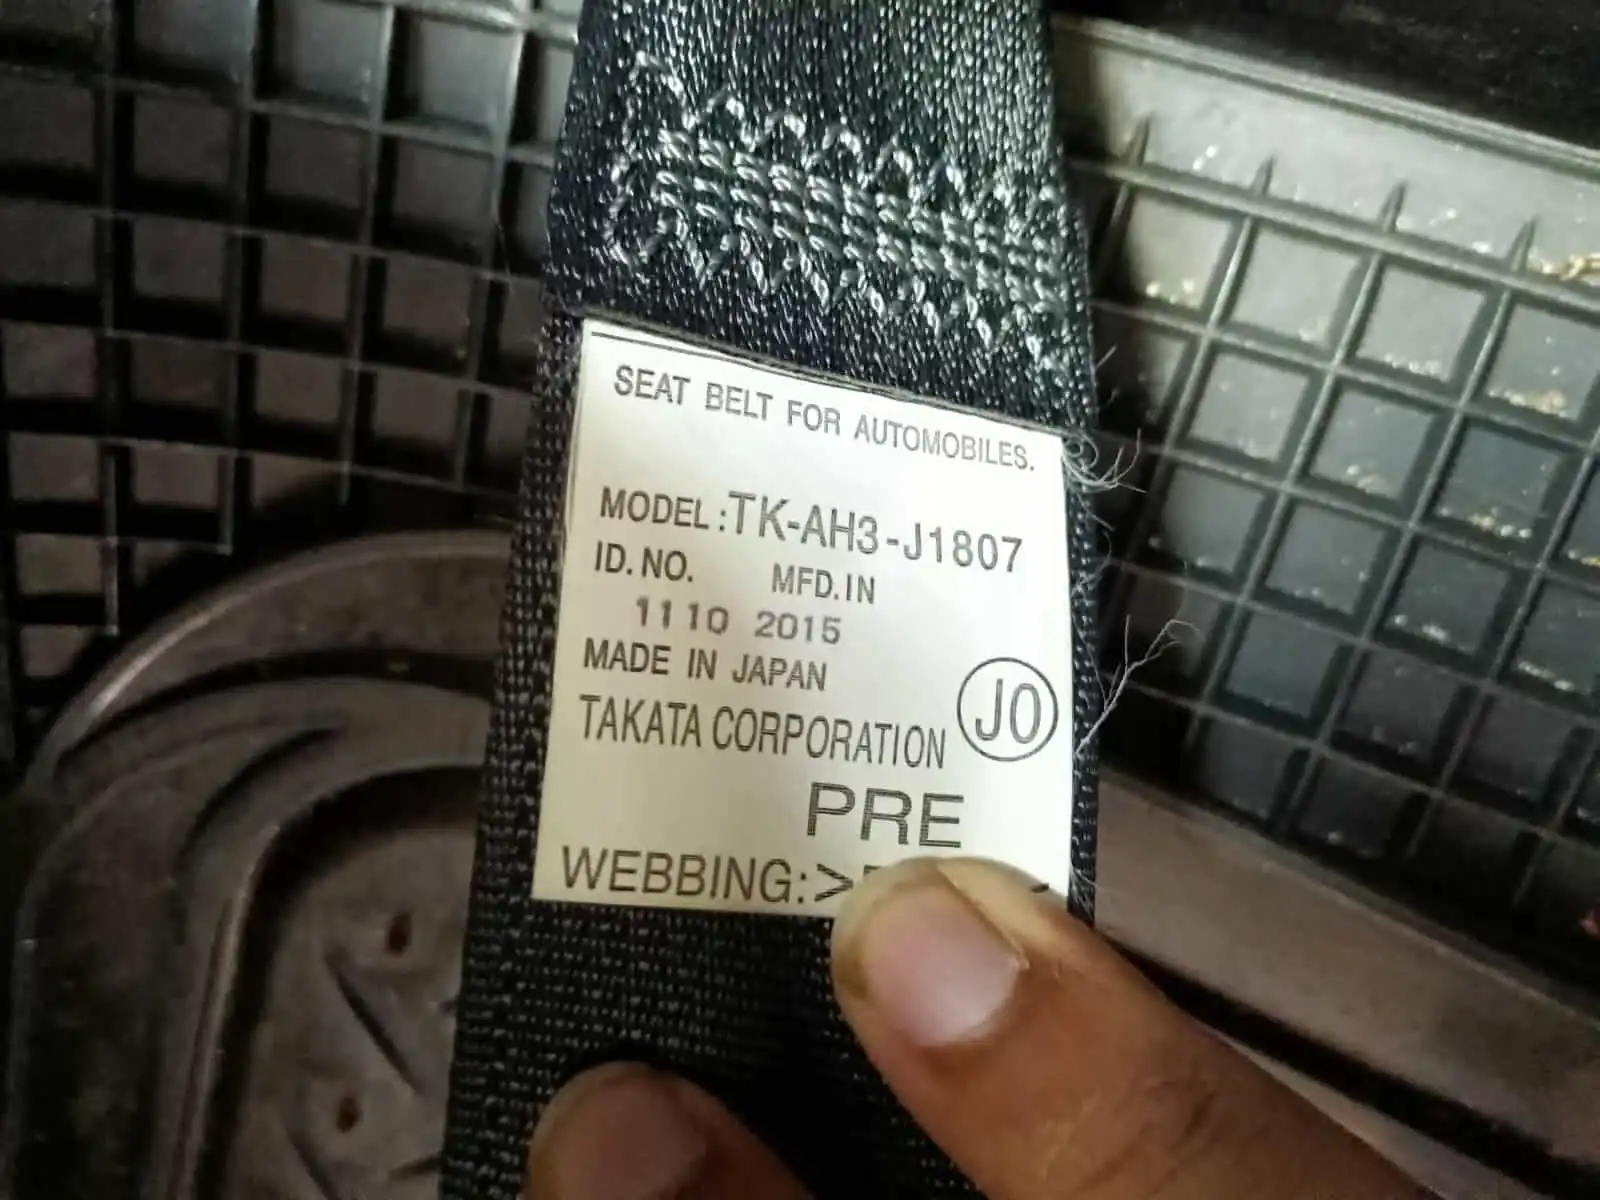 SEAT BELT FOR AUTOMOBILES.
MODEL:TK-AH3-J1807
ID. NO. MFD. IN
1110 2015
MADE IN JAPAN
TAKATA CORPORATION
J0
PRE
WEBBING:>